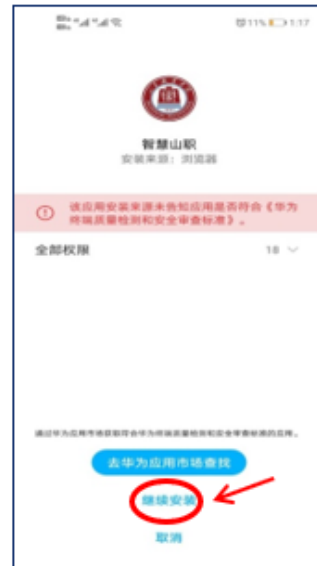 11% 1:17
智慧山职
安装来源：浏览器
该应用安装来源未告知应用是否符合《华为
终端质量检测和安全审查标准》。
全部权限 18
通过华为应用市场获取符合华为终端质量检测和安全审查标准的应用。
去华为应用市场查找
继续安装
取消